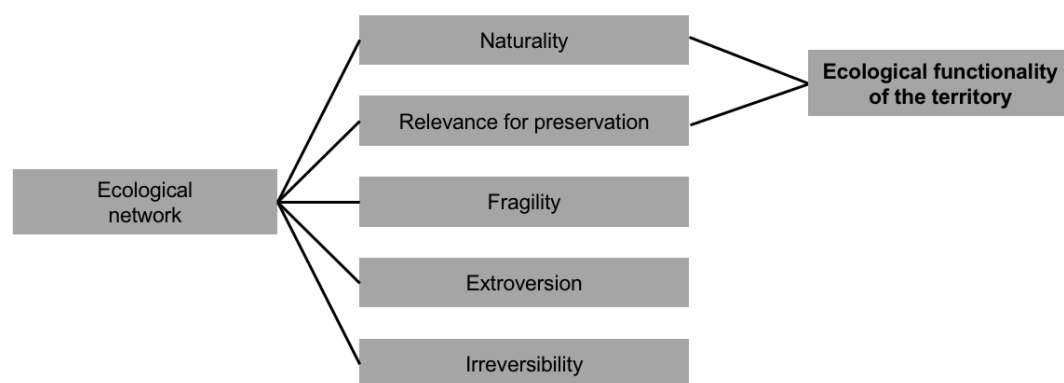 Naturality
Ecological functionality
of the territory
Relevance for preservation
Ecological
network
Fragility
Extroversion
Irreversibility